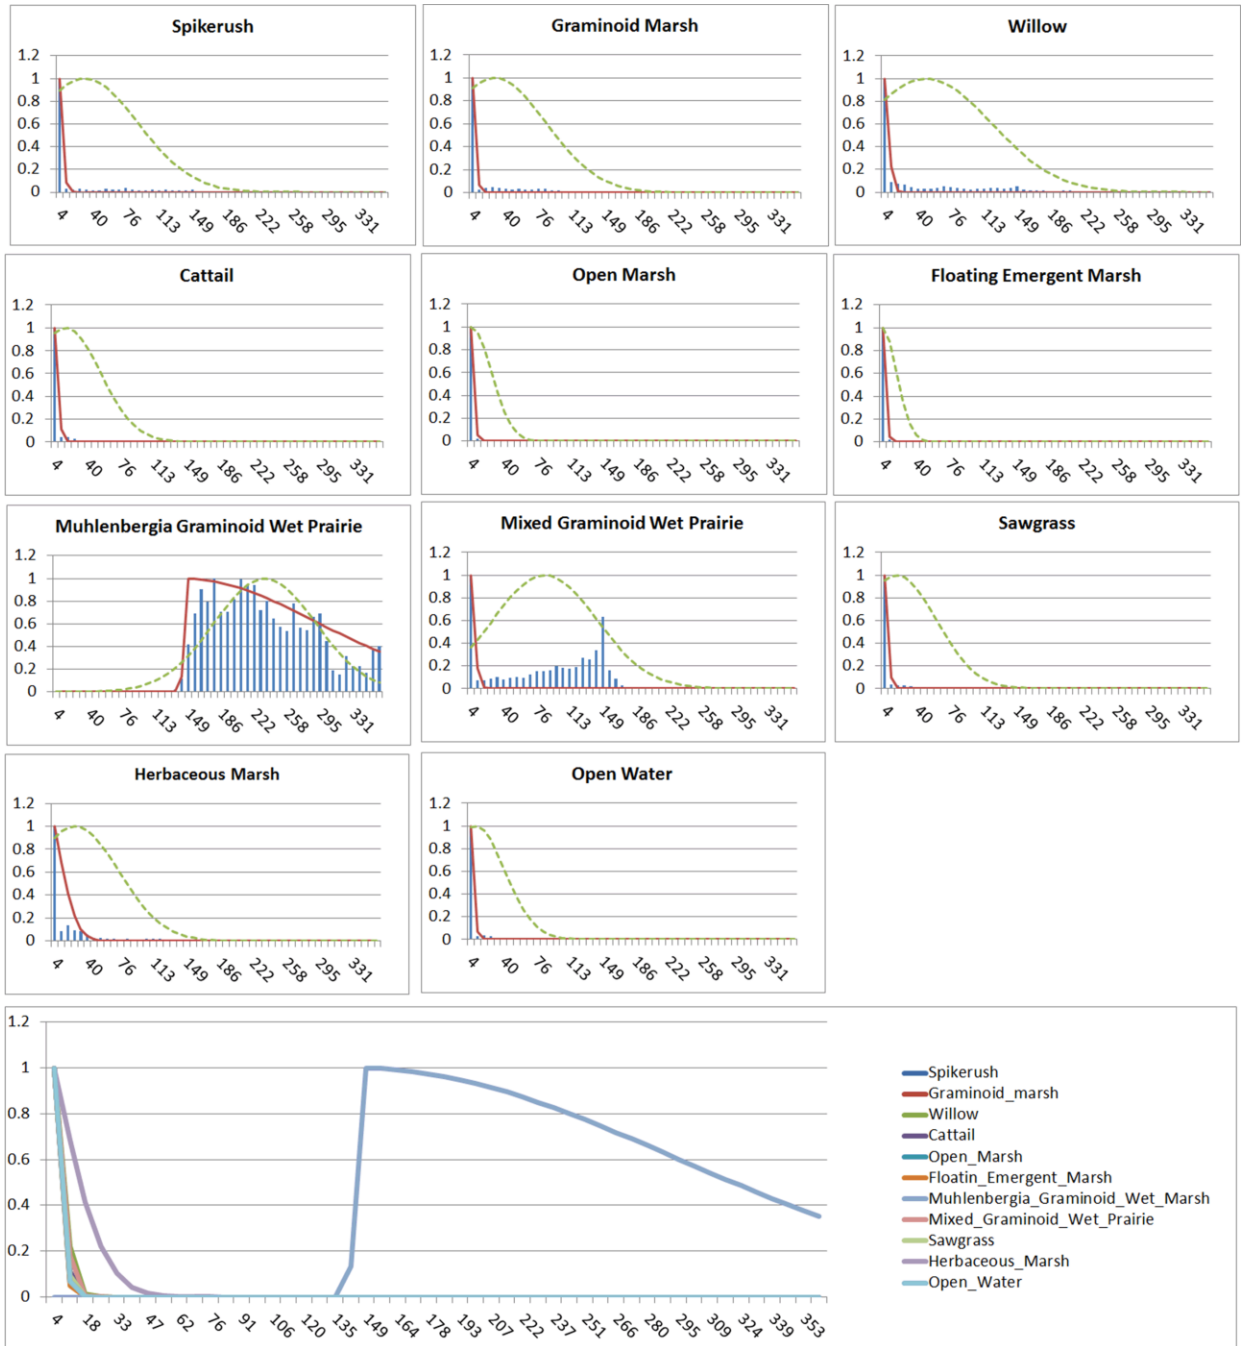 Spikerush
1.2
1
0.8
0.6
0.4
0.2
0
4 40 76 113 149 186 222 258 295 331
Graminoid Marsh
1.2
1
0.8
0.6
0.4
0.2
0
4 40 76 113 149 186 222 258 295 331
Willow
1.2
1
0.8
0.6
0.4
0.2
0
4 40 76 113 149 186 222 258 295 331
Cattail
1.2
1
0.8
0.6
0.4
0.2
0
4 40 76 113 149 186 222 258 295 331
Open Marsh
1.2
1
0.8
0.6
0.4
0.2
0
4 40 76 113 149 186 222 258 295 331
Floating Emergent Marsh
1.2
1
0.8
0.6
0.4
0.2
0
4 40 76 113 149 186 222 258 295 331
Muhlenbergia Graminoid Wet Prairie
1.2
1
0.8
0.6
0.4
0.2
0
4 40 76 113 149 186 222 258 295 331
Mixed Graminoid Wet Prairie
1.2
1
0.8
0.6
0.4
0.2
0
4 40 76 113 149 186 222 258 295 331
Sawgrass
1.2
1
0.8
0.6
0.4
0.2
0
4 40 76 113 149 186 222 258 295 331
Herbaceous Marsh
1.2
1
0.8
0.6
0.4
0.2
0
4 40 76 113 149 186 222 258 295 331
Open Water
1.2
1
0.8
0.6
0.4
0.2
0
4 40 76 113 149 186 222 258 295 331
1.2
1
0.8
0.6
0.4
0.2
0
4 18 33 47 62 76 91 106 120 135 149 164 178 193 207 222 237 251 266 280 295 309 324 339 353
Spikerush
Graminoid_marsh
Willow
Cattail
Open_Marsh
Floatin_Emergent_Marsh
Muhlenbergia_Graminoid_Wet_Marsh
Mixed_Graminoid_Wet_Prairie
Sawgrass
Herbaceous_Marsh
Open_Water